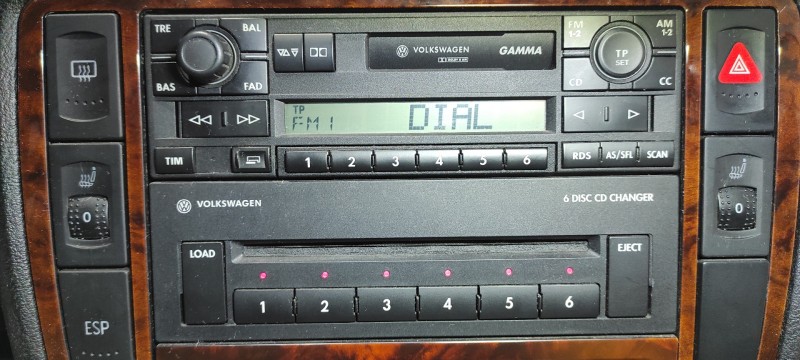 TRE BAL
BAS FAD
VOLKSWAGEN GAMMA
FM 1-2 AM 1-2
TP SET
CD CC
TP
FM1 DIAL
TIM
1 2 3 4 5 6
RDS AS/SFL SCAN
VOLKSWAGEN 6 DISC CD CHANGER
LOAD EJECT
1 2 3 4 5 6
0
0
ESP